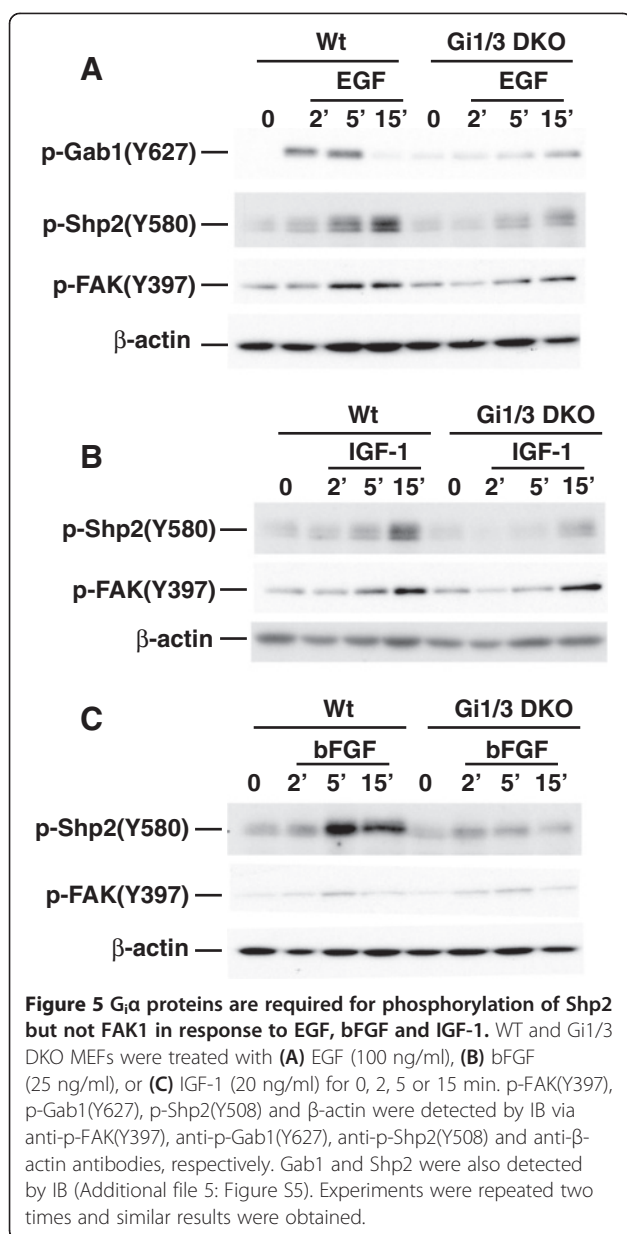 A
Wt Gi1/3 DKO
EGF EGF
0 2’ 5’ 15’ 0 2’ 5’ 15’
p-Gab1(Y627)
p-Shp2(Y580)
p-FAK(Y397)
β-actin
B
Wt Gi1/3 DKO
IGF-1 IGF-1
0 2’ 5’ 15’ 0 2’ 5’ 15’
p-Shp2(Y580)
p-FAK(Y397)
β-actin
C
Wt Gi1/3 DKO
bFGF bFGF
0 2’ 5’ 15’ 0 2’ 5’ 15’
p-Shp2(Y580)
p-FAK(Y397)
β-actin
Figure 5 Giα proteins are required for phosphorylation of Shp2
but not FAK1 in response to EGF, bFGF and IGF-1. WT and Gi1/3
DKO MEFs were treated with (A) EGF (100 ng/ml), (B) bFGF
(25 ng/ml), or (C) IGF-1 (20 ng/ml) for 0, 2, 5 or 15 min. p-FAK(Y397),
p-Gab1(Y627), p-Shp2(Y508) and β-actin were detected by IB via
anti-p-FAK(Y397), anti-p-Gab1(Y627), anti-p-Shp2(Y508) and anti-β-
actin antibodies, respectively. Gab1 and Shp2 were also detected
by IB (Additional file 5: Figure S5). Experiments were repeated two
times and similar results were obtained.